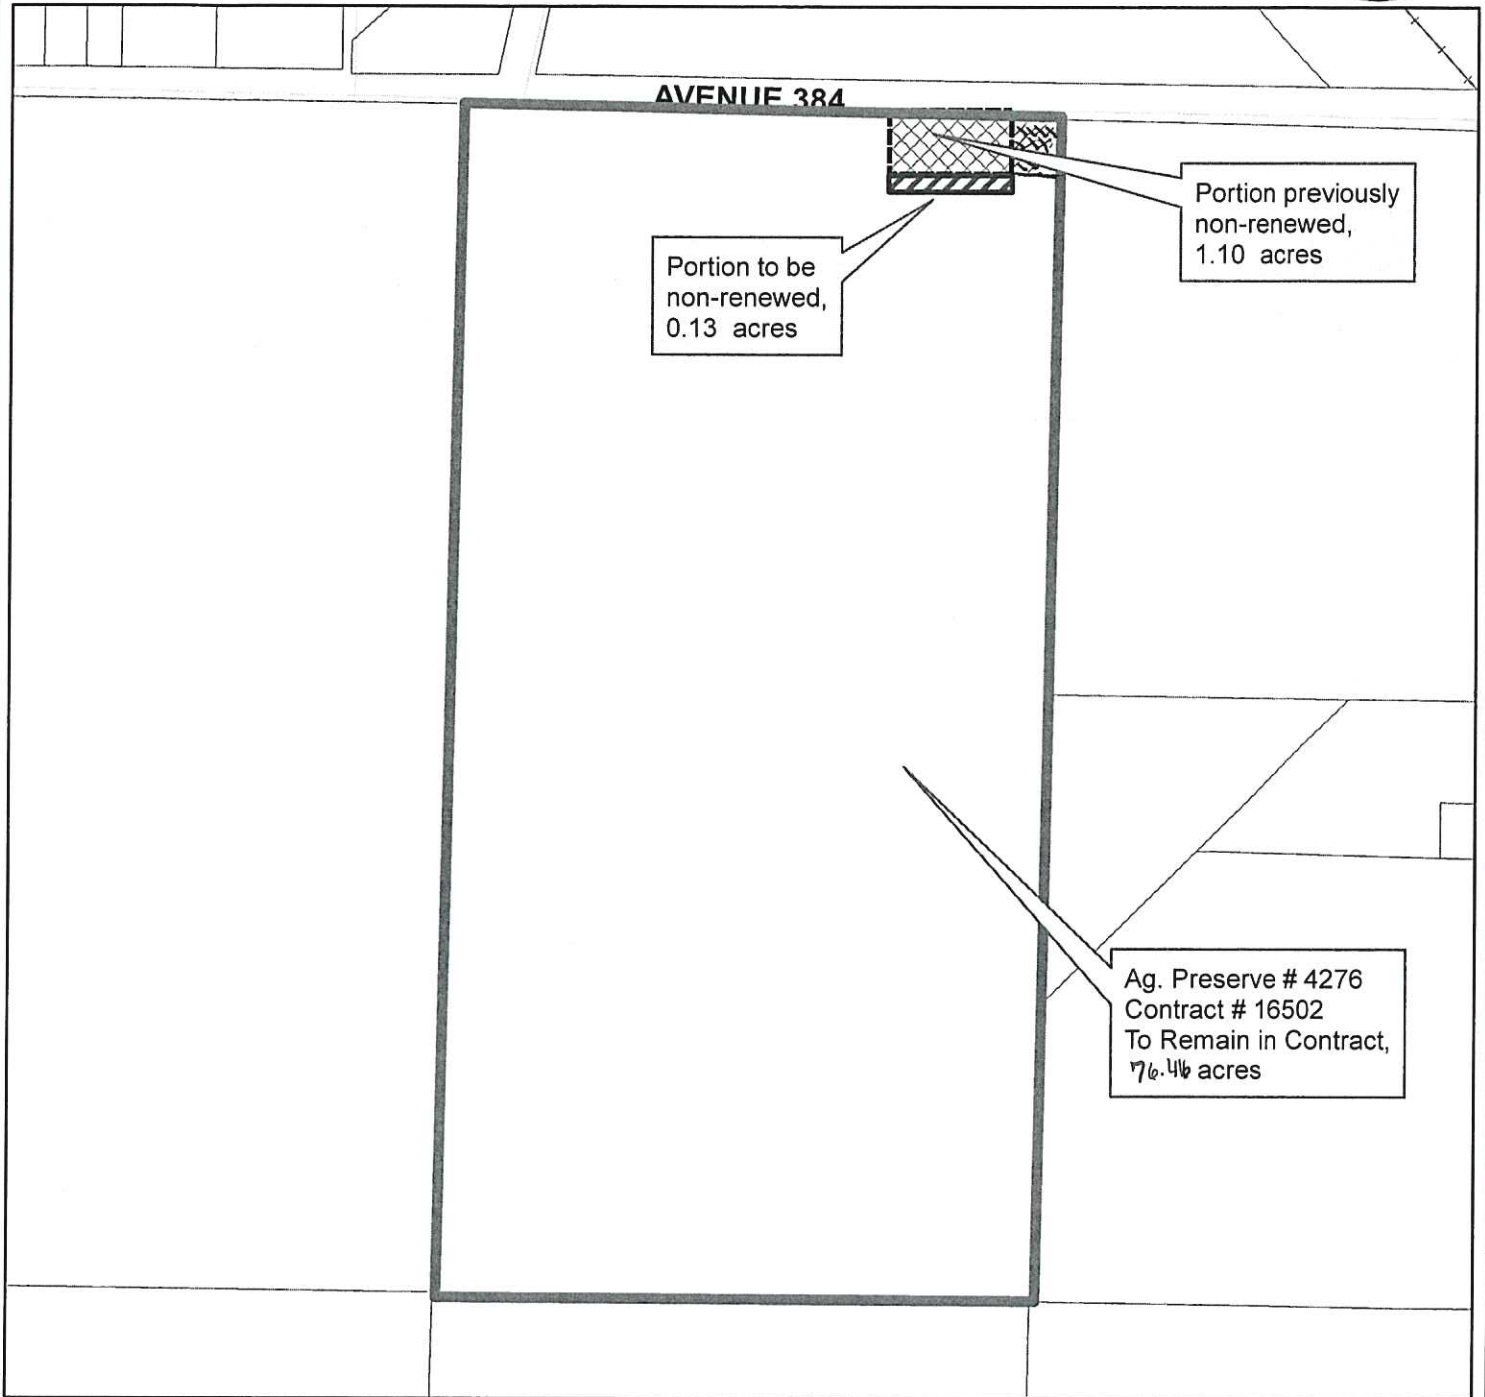 AVENUE 384
Portion previously
non-renewed,
1.10 acres
Portion to be
non-renewed,
0.13 acres
Ag. Preserve # 4276
Contract # 16502
To Remain in Contract,
76.46 acres